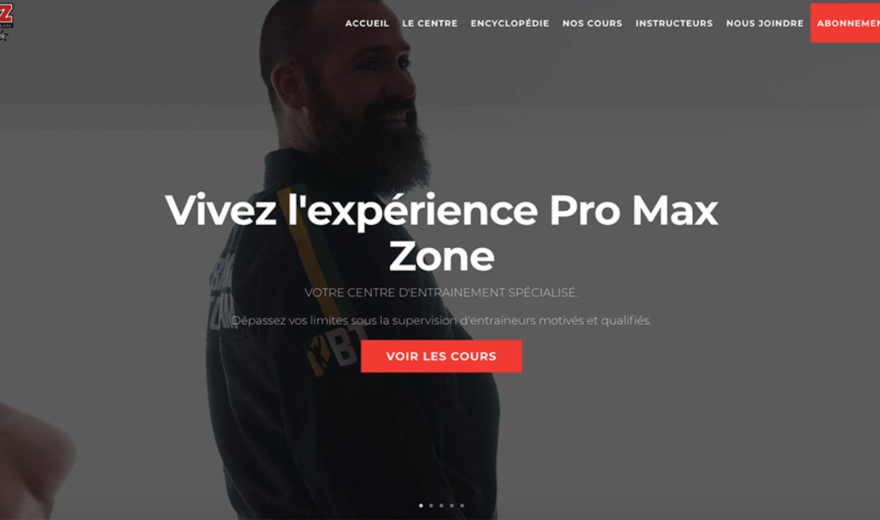 ACCUEIL LE CENTRE ENCYCLOPÉDIE NOS COURS INSTRUCTEURS NOUS JOINDRE ABONNEMEN
Vivez l'expérience Pro Max
Zone
VOTRE CENTRE D'ENTRAINEMENT SPÉCIALISÉ.
Dépassez vos limites sous la supervision d'entraineurs motivés et qualifiés.
VOIR LES COURS